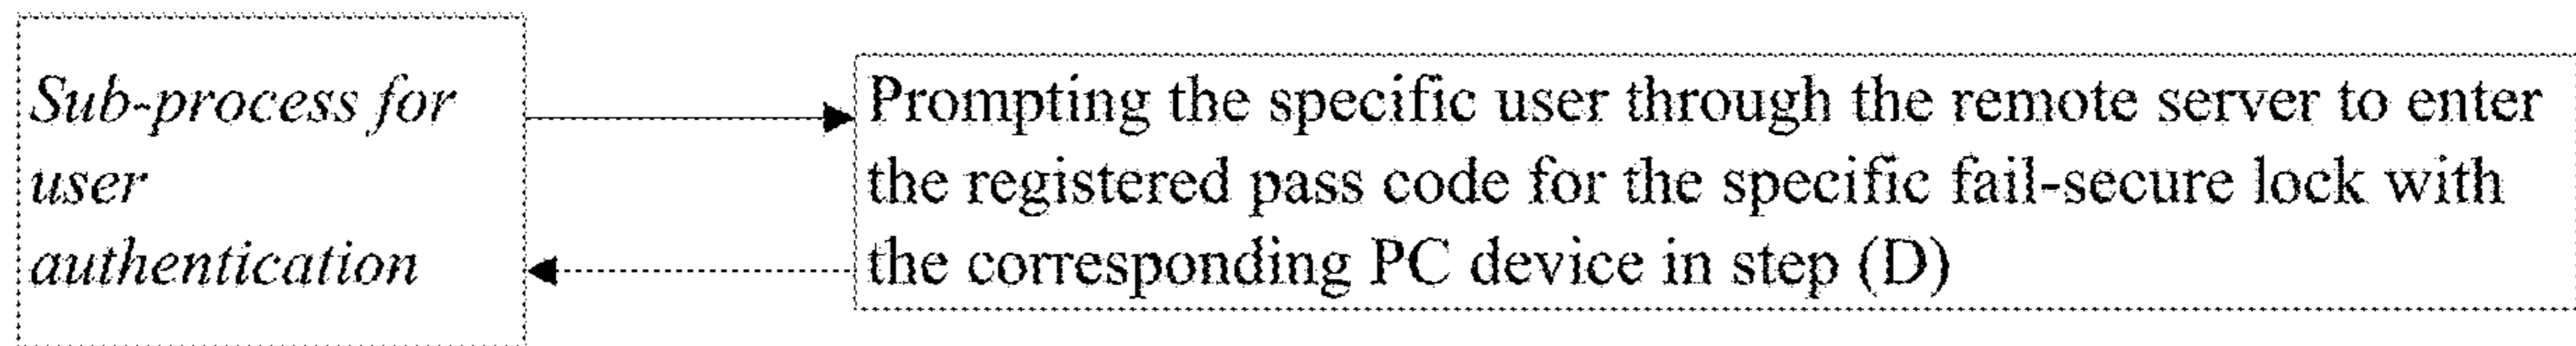 Sub-process for
user
authentication
Prompting the specific user through the remote server to enter
the registered pass code for the specific fail-secure lock with
the corresponding PC device in step (D)